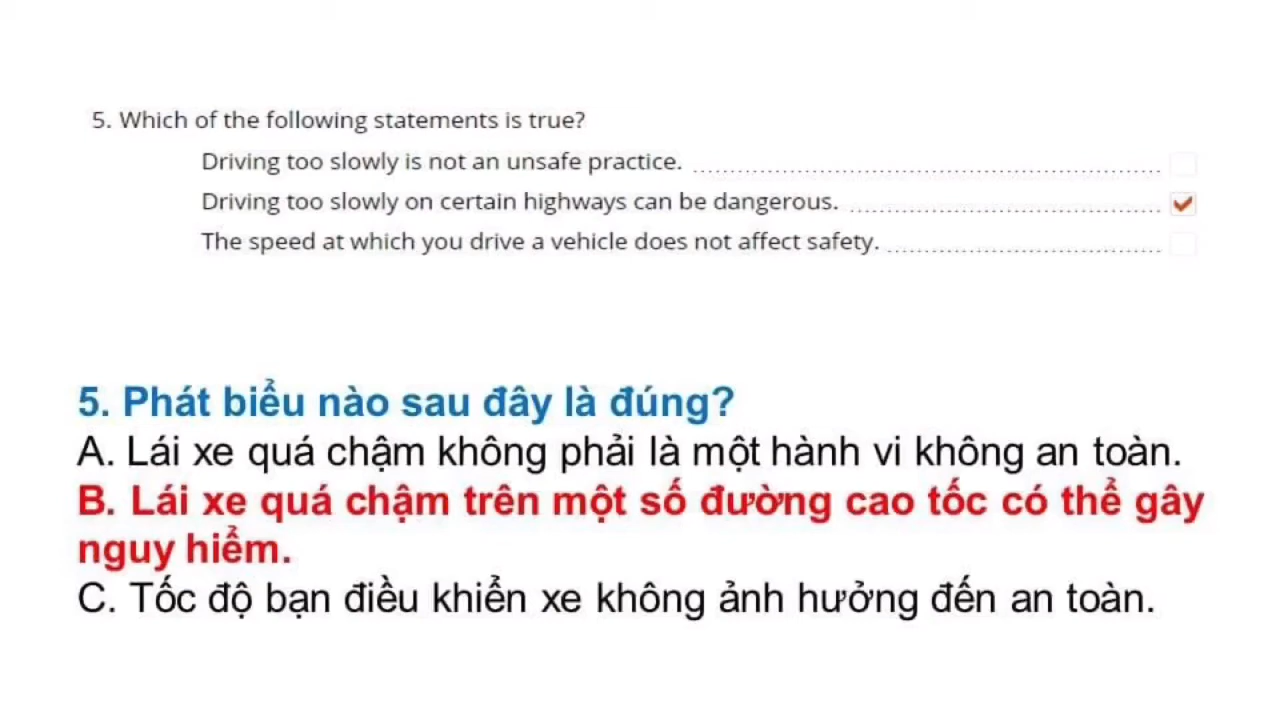 5. Which of the following statements is true?
Driving too slowly is not an unsafe practice.
Driving too slowly on certain highways can be dangerous.
The speed at which you drive a vehicle does not affect safety.
5. Phát biểu nào sau đây là đúng?
A. Lái xe quá chậm không phải là một hành vi không an toàn.
B. Lái xe quá chậm trên một số đường cao tốc có thể gây
nguy hiểm.
C. Tốc độ bạn điều khiển xe không ảnh hưởng đến an toàn.